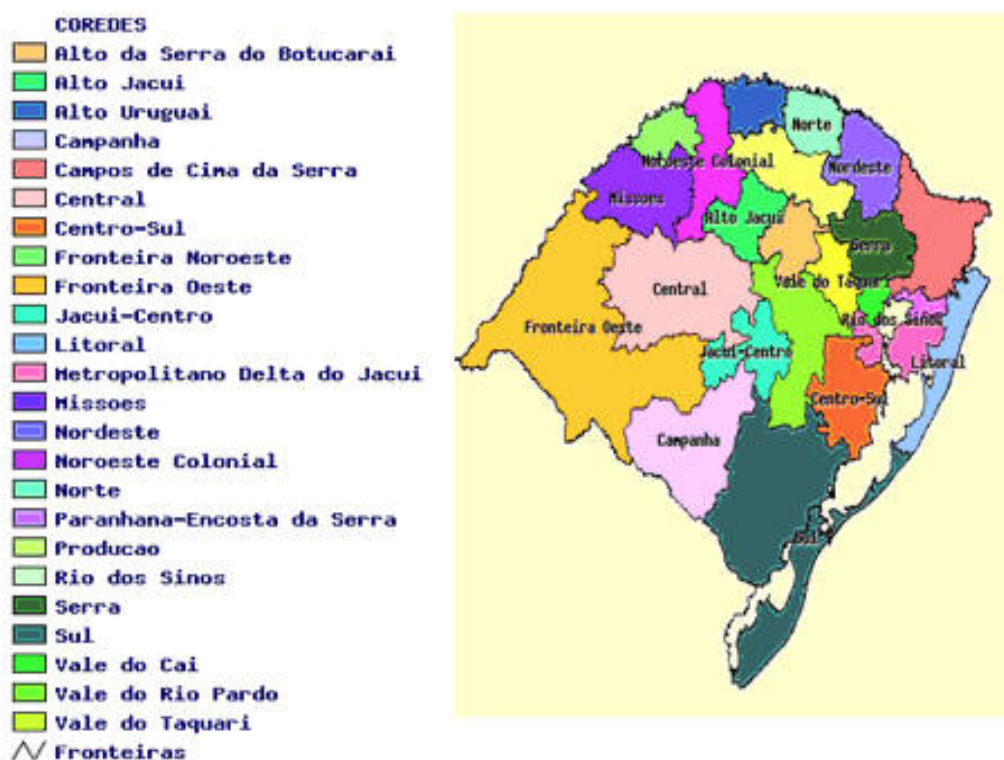 COREDES
Alto da Serra do Botucarai
Alto Jacui
Alto Uruguai
Campanha
Campos de Cima da Serra
Central
Centro-Sul
Fronteira Noroeste
Fronteira Oeste
Jacui-Centro
Litoral
Metropolitano Delta do Jacui
Missoes
Nordeste
Noroeste Colonial
Norte
Paranhana-Encosta da Serra
Producao
Rio dos Sinos
Serra
Sul
Vale do Cai
Vale do Rio Pardo
Vale do Taquari
Fronteiras
Norte
Noroeste Colonial
Nordeste
Missoes
Alto Jacui
Serra
Vale do Taquari
Central
Rio dos Sinos
Fronteira Oeste
Jacui-Centro
Litoral
Centro-Sul
Campanha
Sul